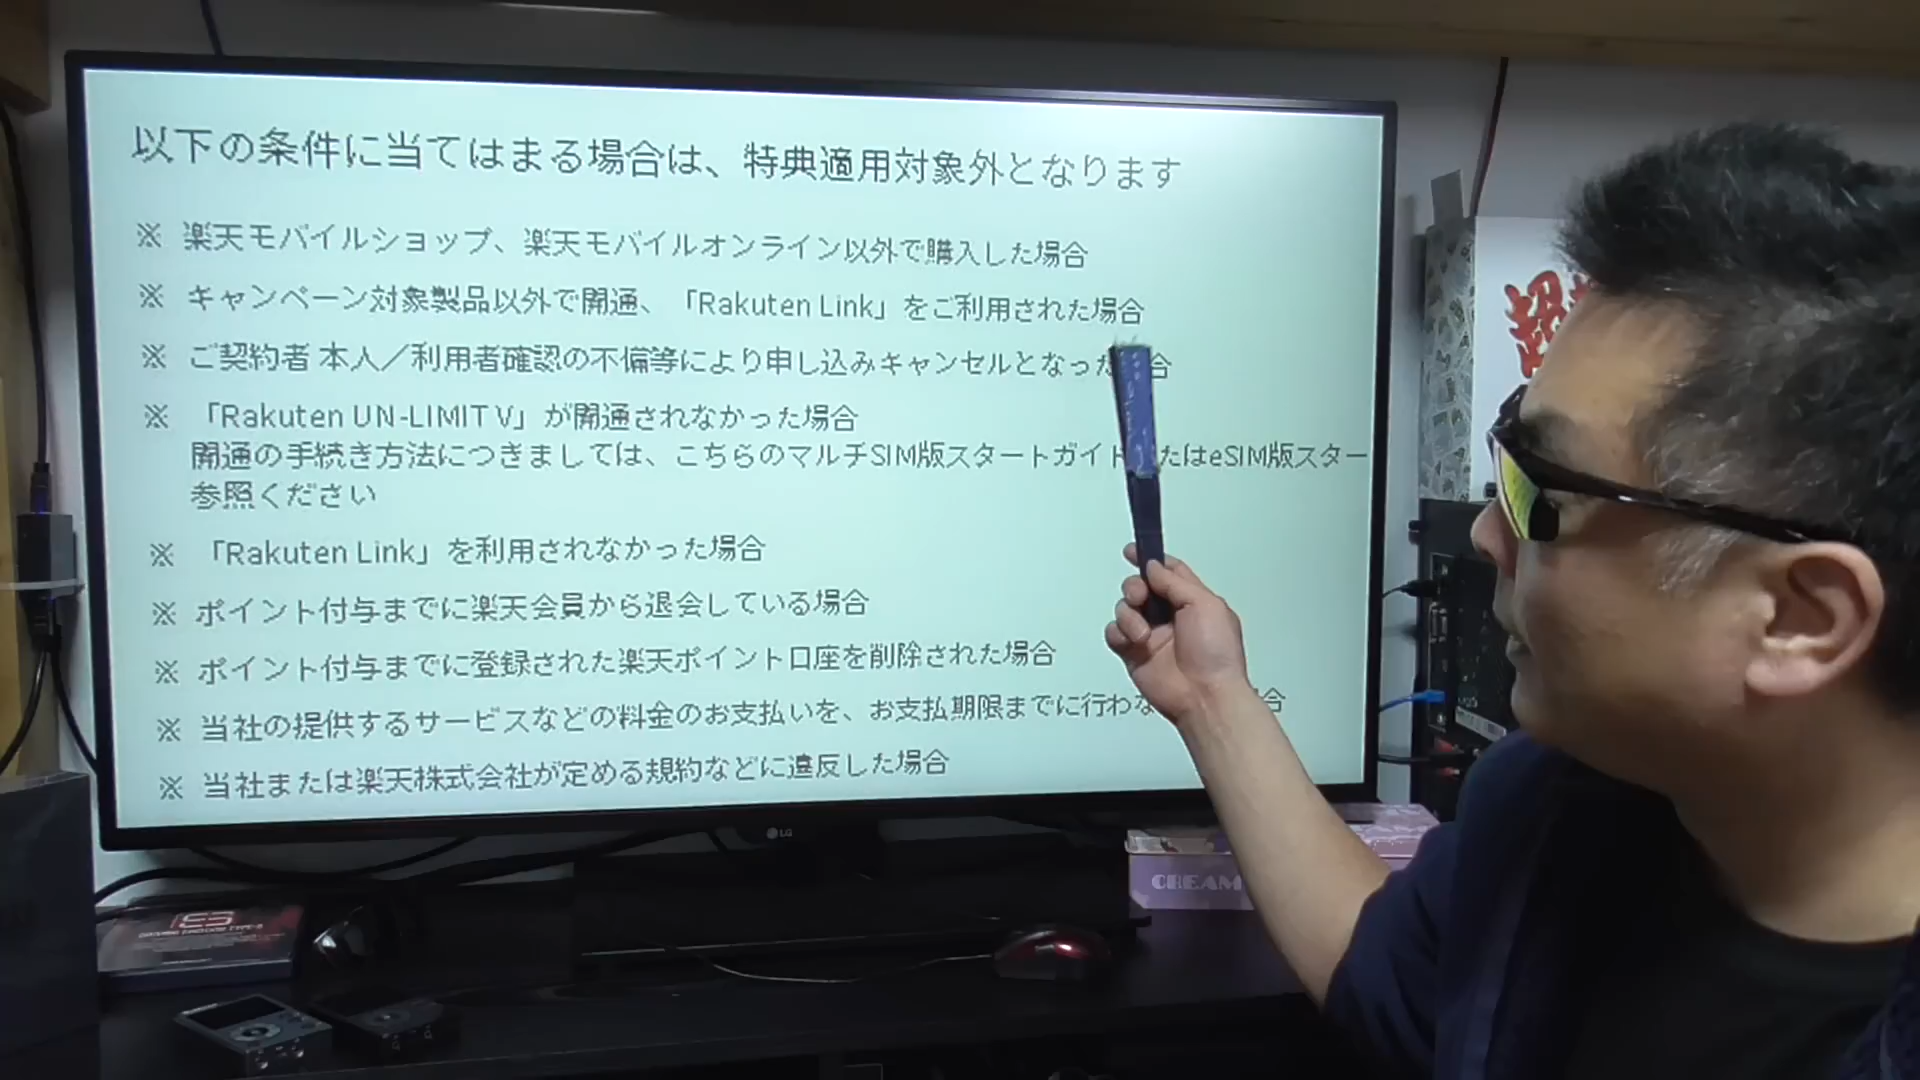 以下の条件に当てはまる場合は、特典適用対象外となります
※ 楽天モバイルショップ、楽天モバイルオンライン以外で購入した場合
※ キャンペーン対象製品以外で開通、「Rakuten Link」をご利用された場合
※ ご契約者 本人／利用者確認の不備等により申し込みキャンセルとなった 合
※ 「Rakuten UN-LIMIT V」が開通されなかった場合
開通の手続き方法につきましては、こちらのマルチSIM版スタートガイド たはeSIM版スター
参照ください
※ 「Rakuten Link」を利用されなかった場合
※ ポイント付与までに楽天会員から退会している場合
※ ポイント付与までに登録された楽天ポイント口座を削除された場合
※ 当社の提供するサービスなどの料金のお支払いを、お支払期限までに行わな 合
※ 当社または楽天株式会社が定める規約などに違反した場合
LG
CREAM
超